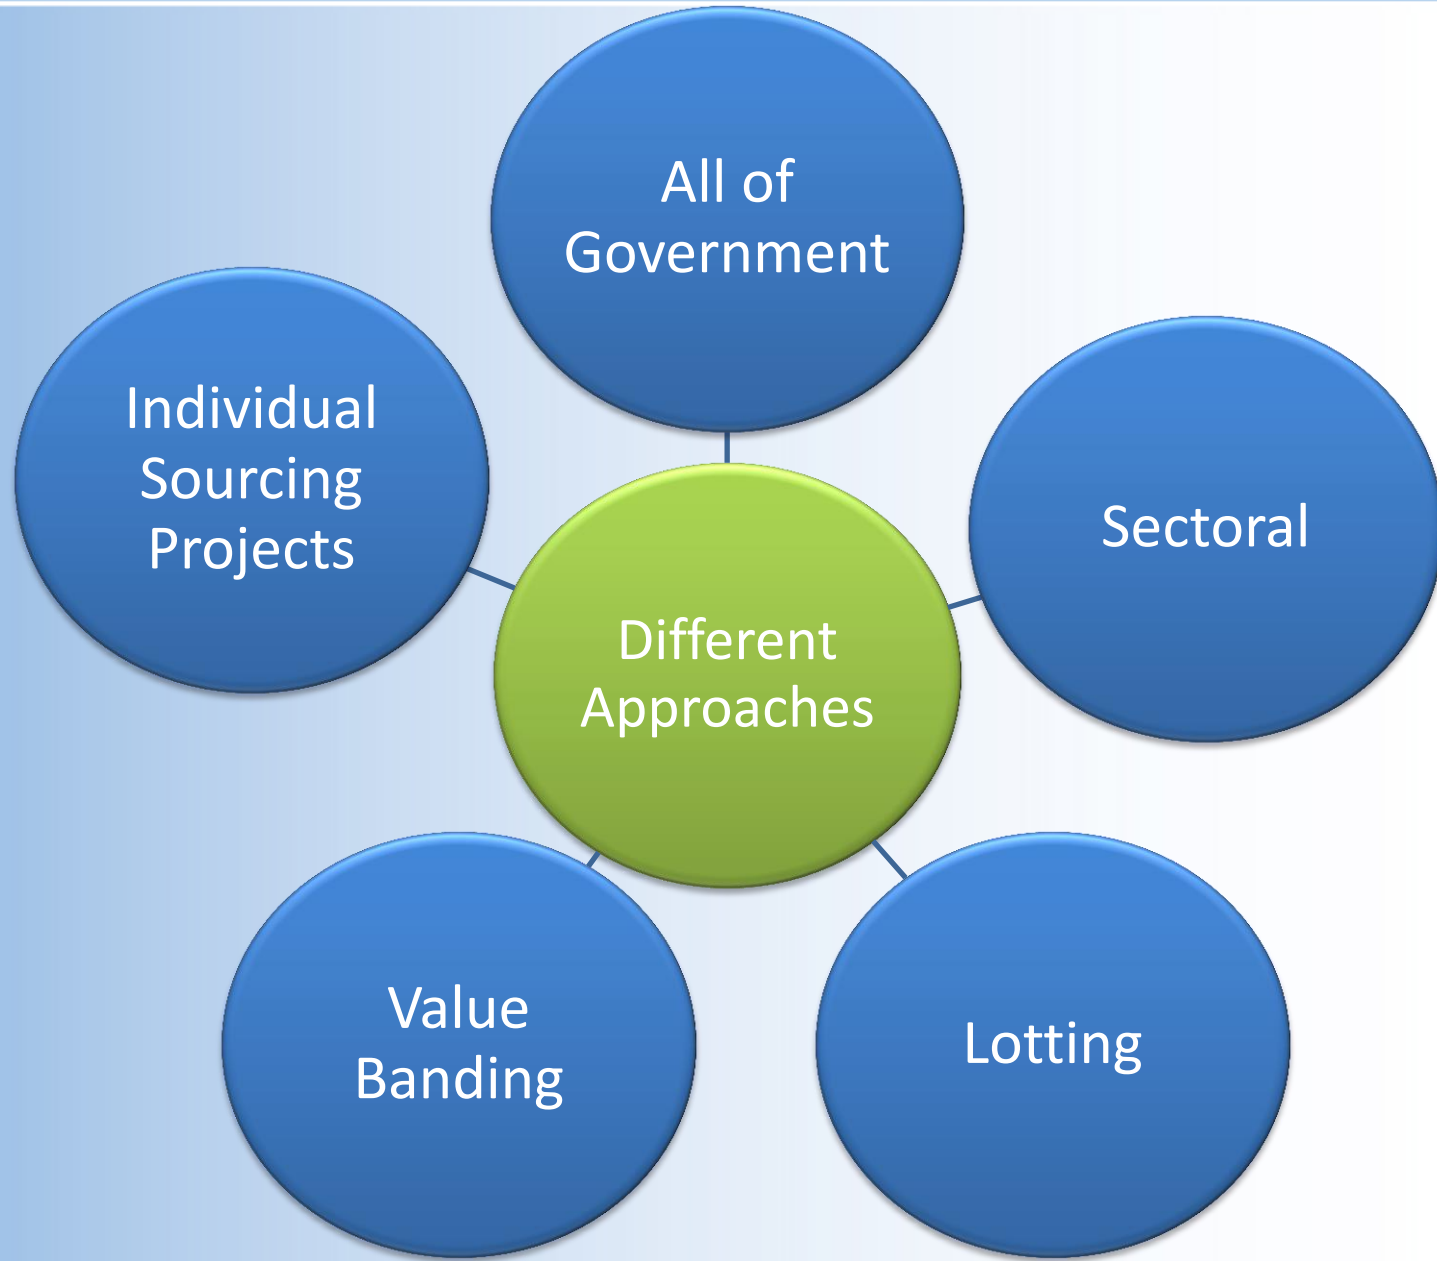 All of
Government
Individual
Sourcing
Projects
Sectoral
Different
Approaches
Value
Banding
Lotting